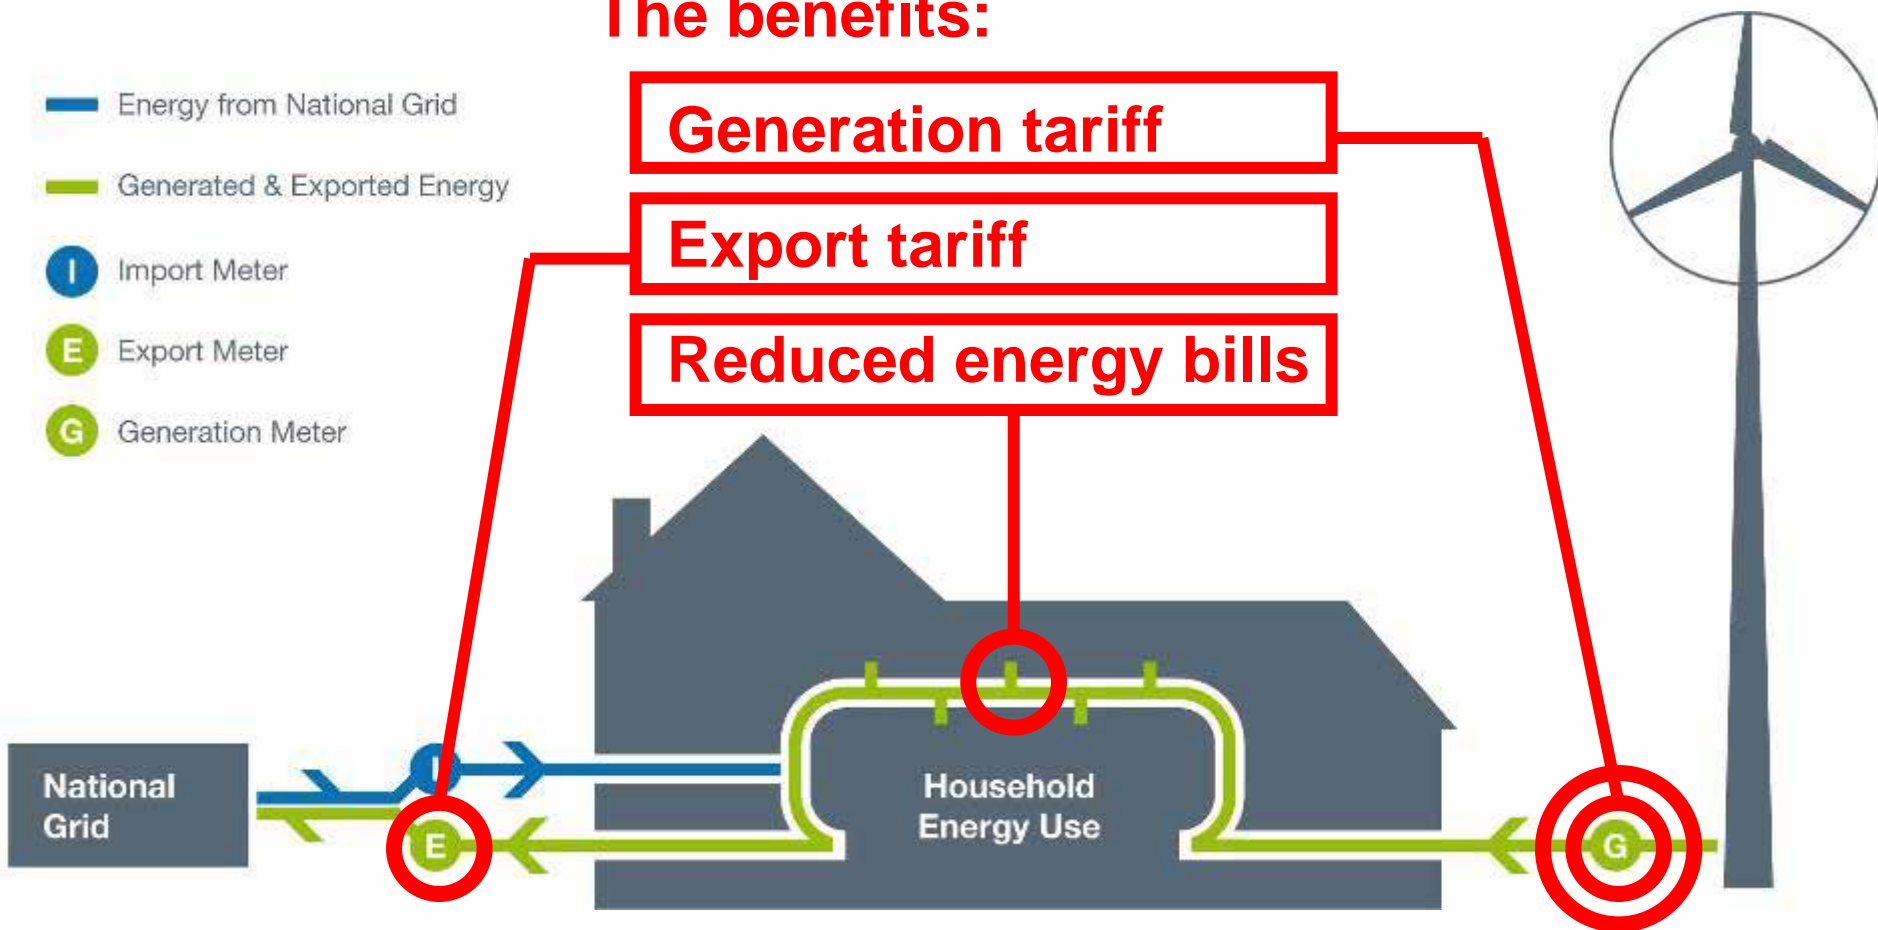 The benefits:
Energy from National Grid
Generated & Exported Energy
I
Import Meter
E
Export Meter
G
Generation Meter
Generation tariff
Export tariff
Reduced energy bills
National
Grid
I
E
Household
Energy Use
G